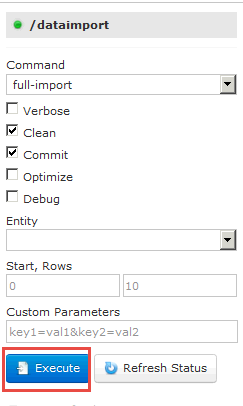 /dataimport
Command
full-import
Verbose
Clean
Commit
Optimize
Debug
Entity
Start, Rows
0 10
Custom Parameters
key1=val1&key2=val2
Execute Refresh Status